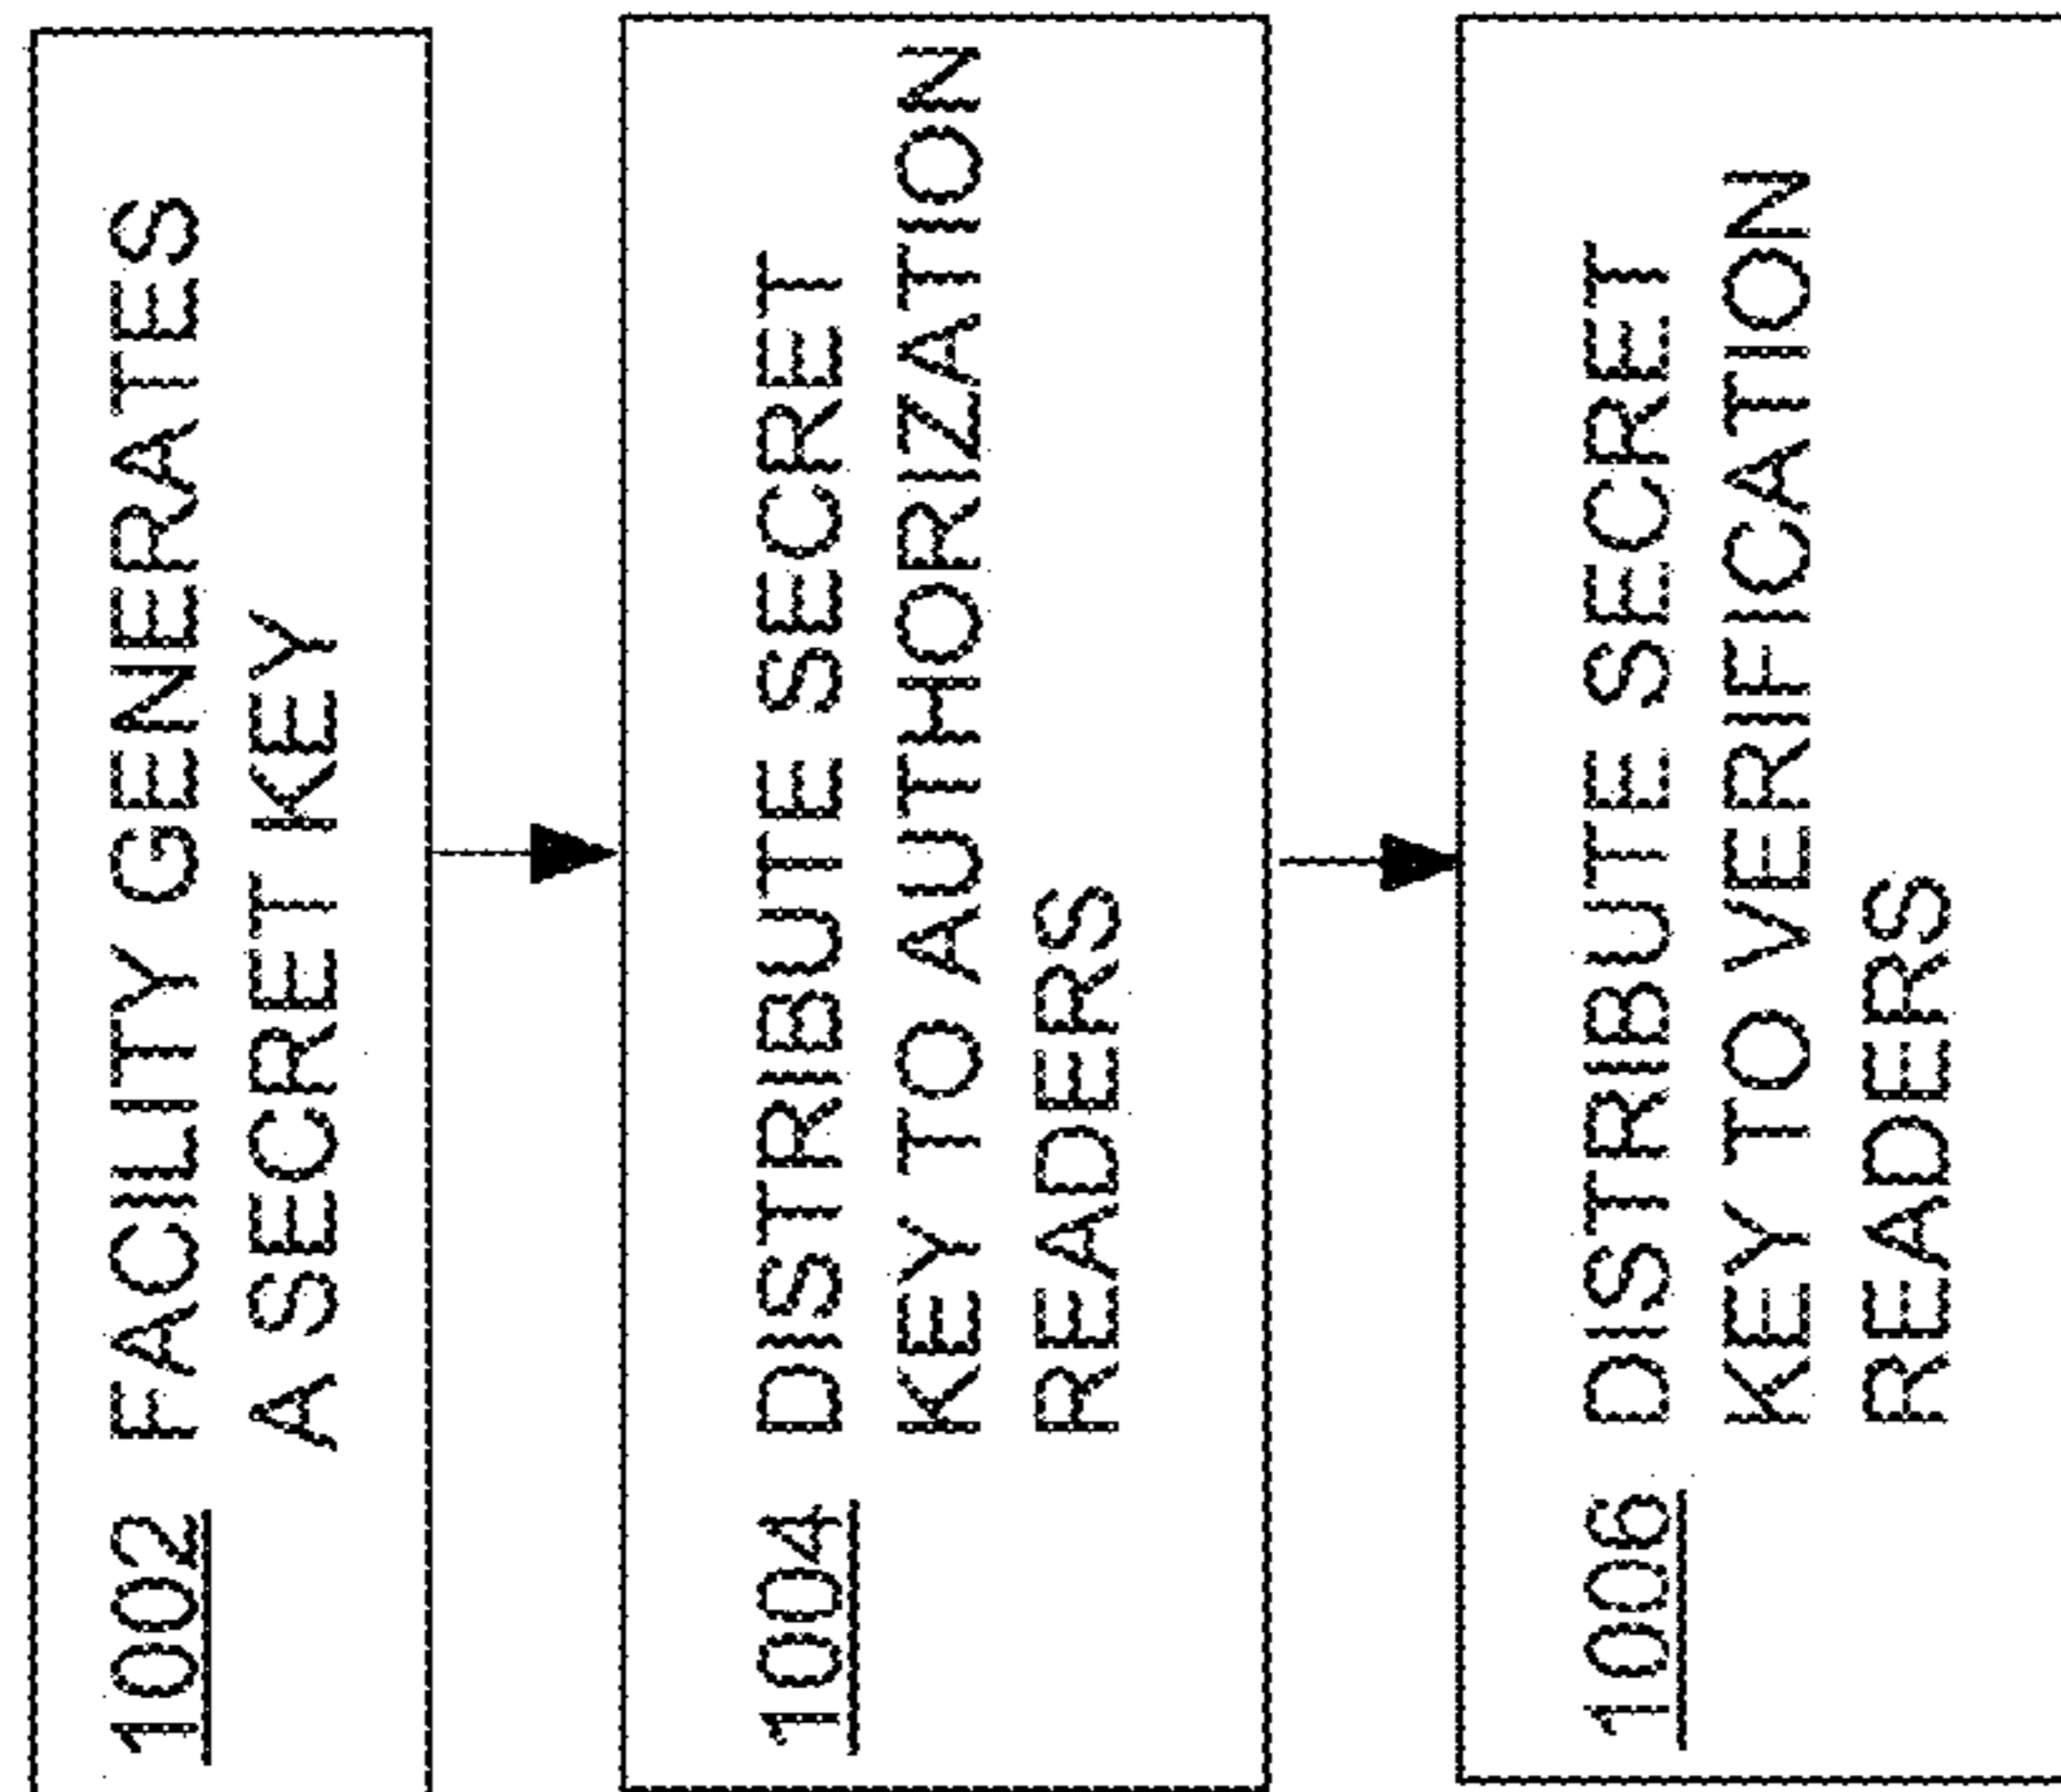 1002 FACILITY GENERATES
A SECRET KEY
1004 DISTRIBUTE SECRET
KEY TO AUTHORIZATION
READERS
1006 DISTRIBUTE SECRET
KEY TO VERIFICATION
READERS